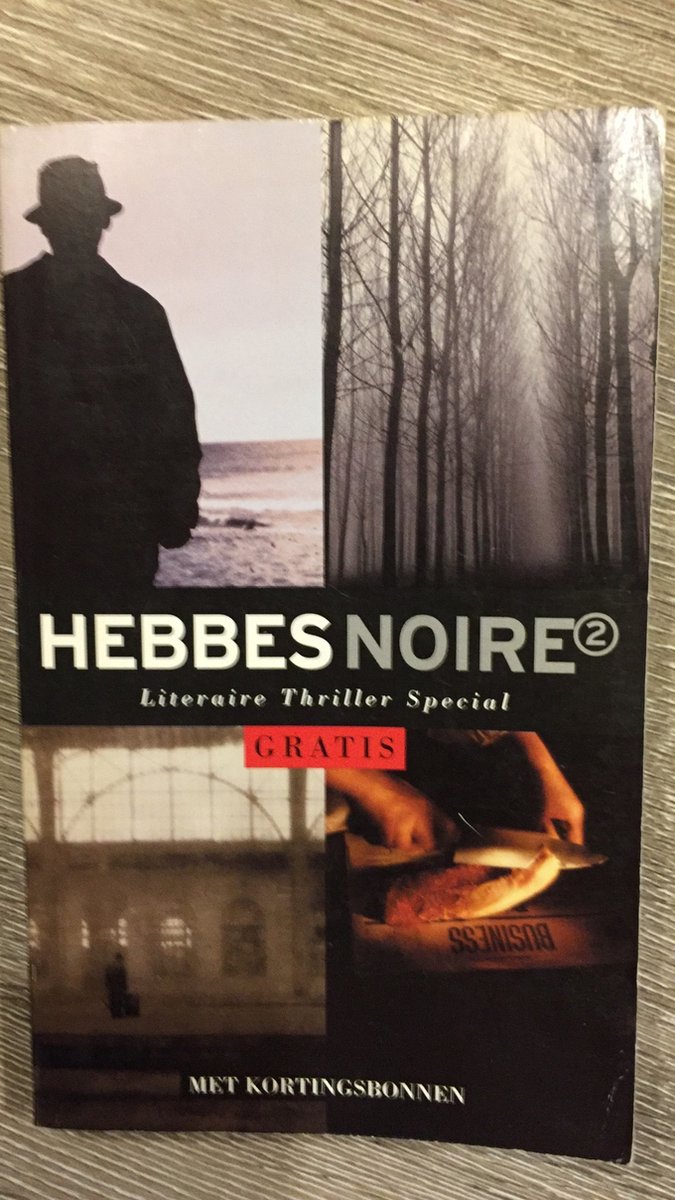 HEBBES NOIRE②
Literaire Thriller Special
GRATIS
BUSINESS
MET KORTINGSBONNEN